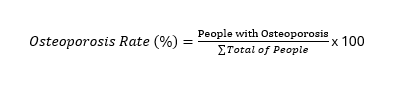 Osteoporosis Rate (%) = People with Osteoporosis / ∑Total of People x 100